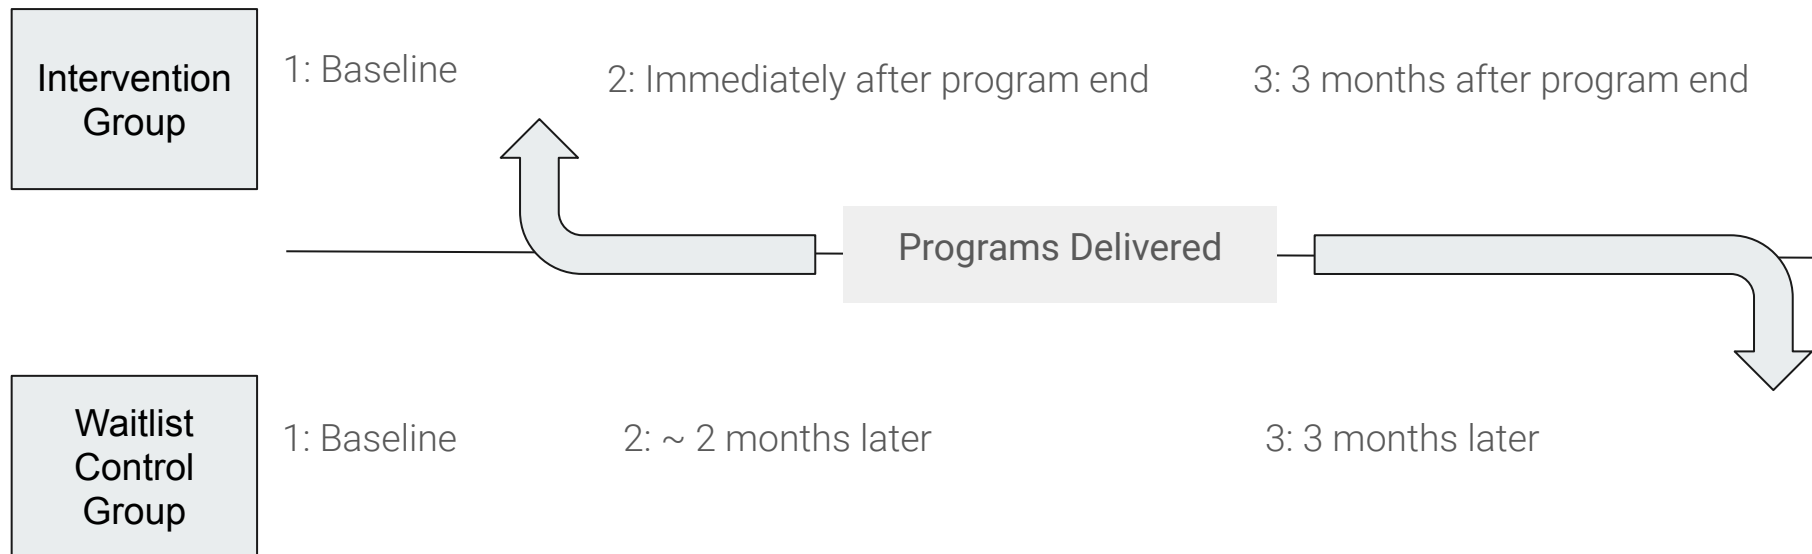 Intervention
Group
1: Baseline
2: Immediately after program end
3: 3 months after program end
Programs Delivered
Waitlist
Control
Group
1: Baseline
2: ~ 2 months later
3: 3 months later